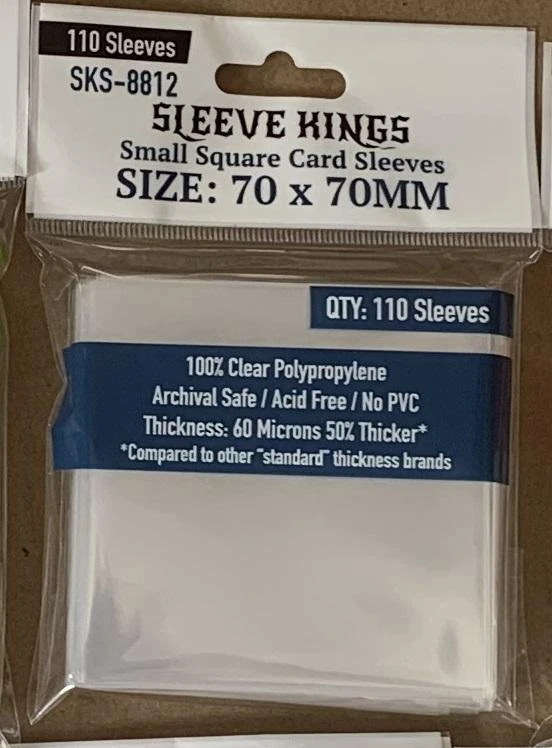 110 Sleeves
SKS-8812
SLEEVE KINGS
Small Square Card Sleeves
SIZE: 70 x 70MM
QTY: 110 Sleeves
100% Clear Polypropylene
Archival Safe / Acid Free / No PVC
Thickness: 60 Microns 50% Thicker*
*Compared to other "standard" thickness brands